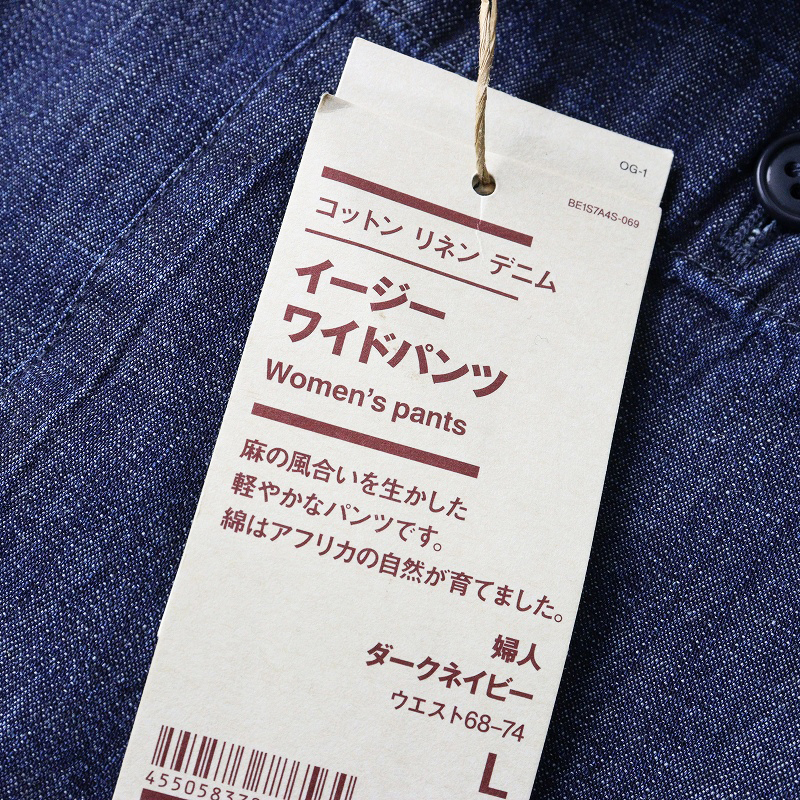 OG-1
BE1S7A4S-069
コットン リネン デニム
イージー
ワイドパンツ
Women's pants
麻の風合いを生かした
軽やかなパンツです。
綿はアフリカの自然が育てました。
婦人
ダークネイビー
ウエスト68-74
L